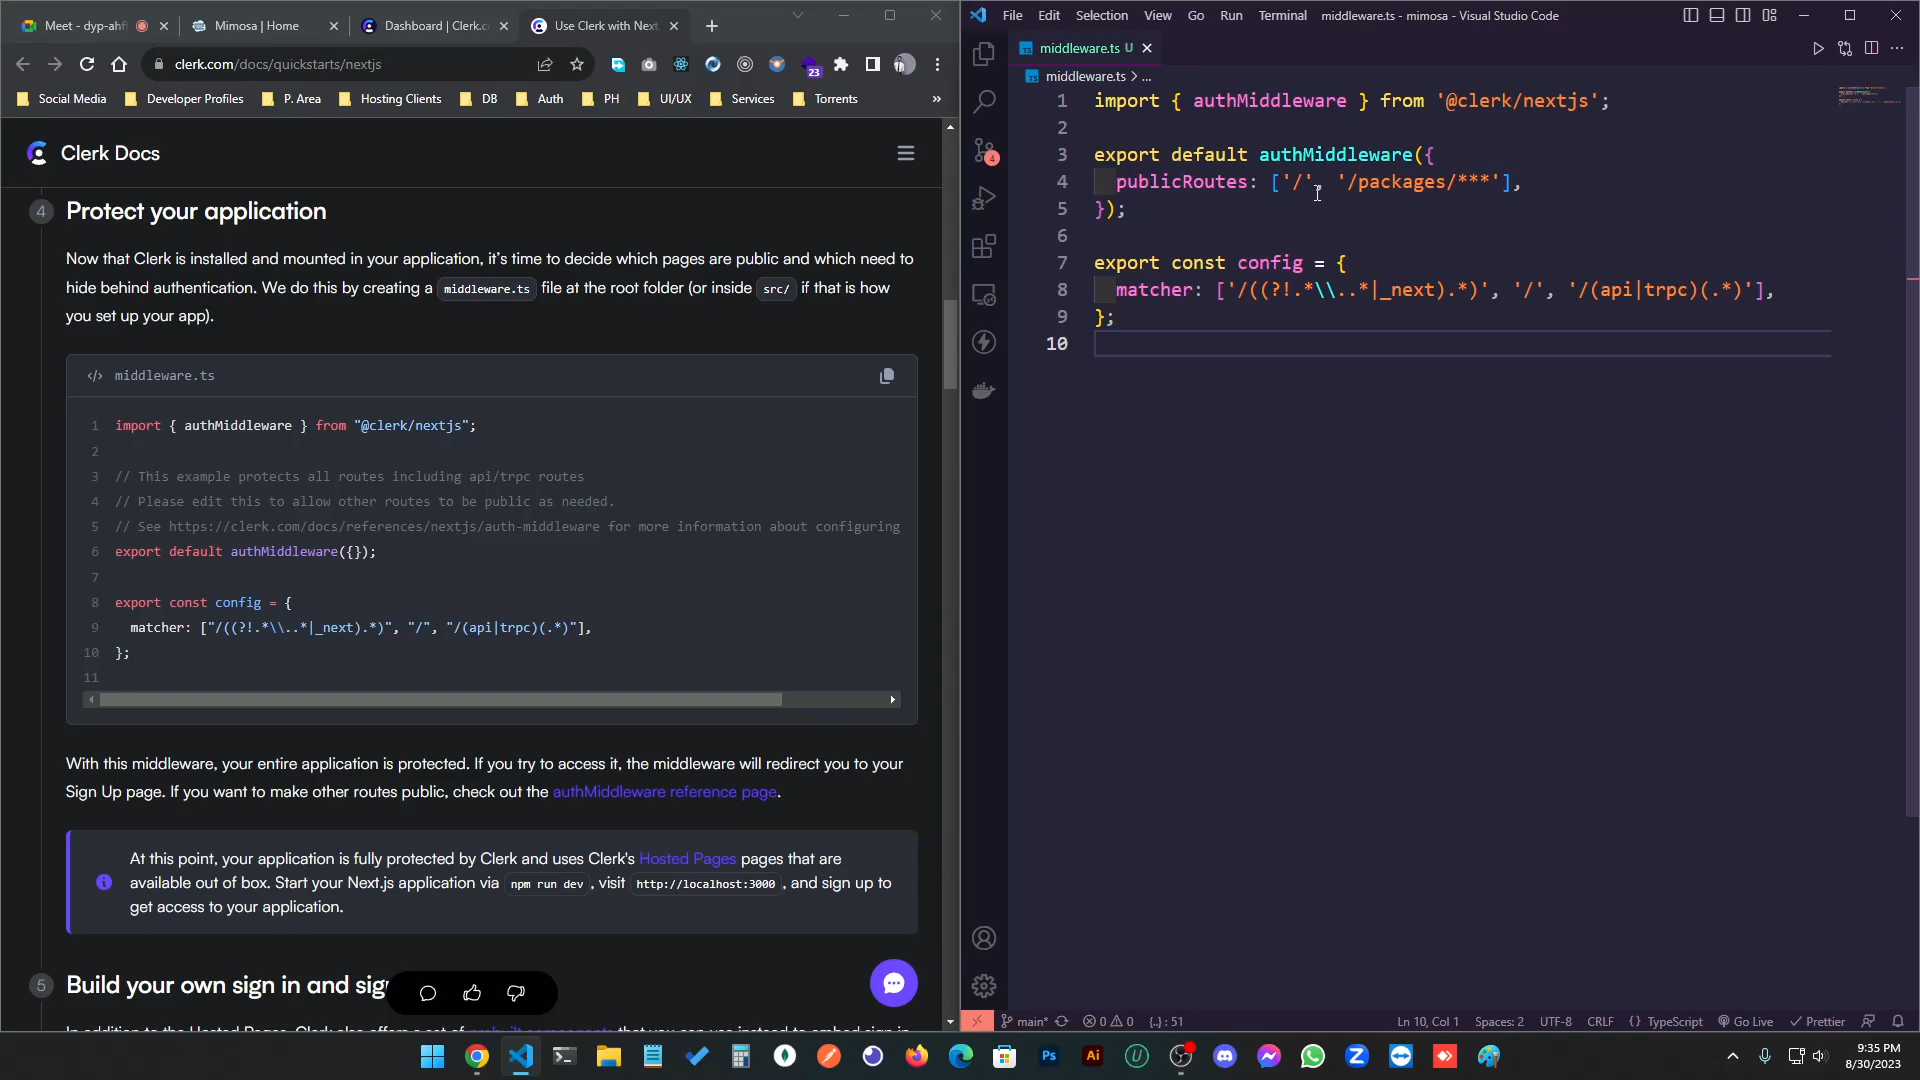 Meet - dyp-ahf
Mimosa | Home
Dashboard | Clerk.c
Use Clerk with Next
clerk.com/docs/quickstarts/nextjs
23
Social Media
Developer Profiles
P. Area
Hosting Clients
DB
Auth
PH
UI/UX
Services
Torrents
»
Clerk Docs
4
Protect your application
Now that Clerk is installed and mounted in your application, it's time to decide which pages are public and which need to
hide behind authentication. We do this by creating a middleware.ts file at the root folder (or inside src/ if that is how
you set up your app).
</> middleware.ts
1 import { authMiddleware } from "@clerk/nextjs";
2
3 // This example protects all routes including api/trpc routes
4 // Please edit this to allow other routes to be public as needed.
5 // See https://clerk.com/docs/references/nextjs/auth-middleware for more information about configuring
6 export default authMiddleware({});
7
8 export const config = {
9 matcher: ["/((?!.*\\..*|_next).*)", "/", "/(api|trpc)(.*)"],
10 };
11
With this middleware, your entire application is protected. If you try to access it, the middleware will redirect you to your
Sign Up page. If you want to make other routes public, check out the authMiddleware reference page.
At this point, your application is fully protected by Clerk and uses Clerk's Hosted Pages pages that are
available out of box. Start your Next.js application via npm run dev , visit http://localhost:3000 , and sign up to
get access to your application.
5
Build your own sign in and sig
File Edit Selection View Go Run Terminal
middleware.ts - mimosa - Visual Studio Code
middleware.ts U
middleware.ts > ...
4
1 import { authMiddleware } from '@clerk/nextjs';
2
3 export default authMiddleware({
4 publicRoutes: ['/', '/packages/***'],
5 });
6
7 export const config = {
8 matcher: ['/((?!.*\\..*|_next).*)', '/', '/(api|trpc)(.*)'],
9 };
10
main*
0 0
{..} : 51
Ln 10, Col 1
Spaces: 2
UTF-8
CRLF
{} TypeScript
Go Live
Prettier
Ps
Ai
9:35 PM
8/30/2023